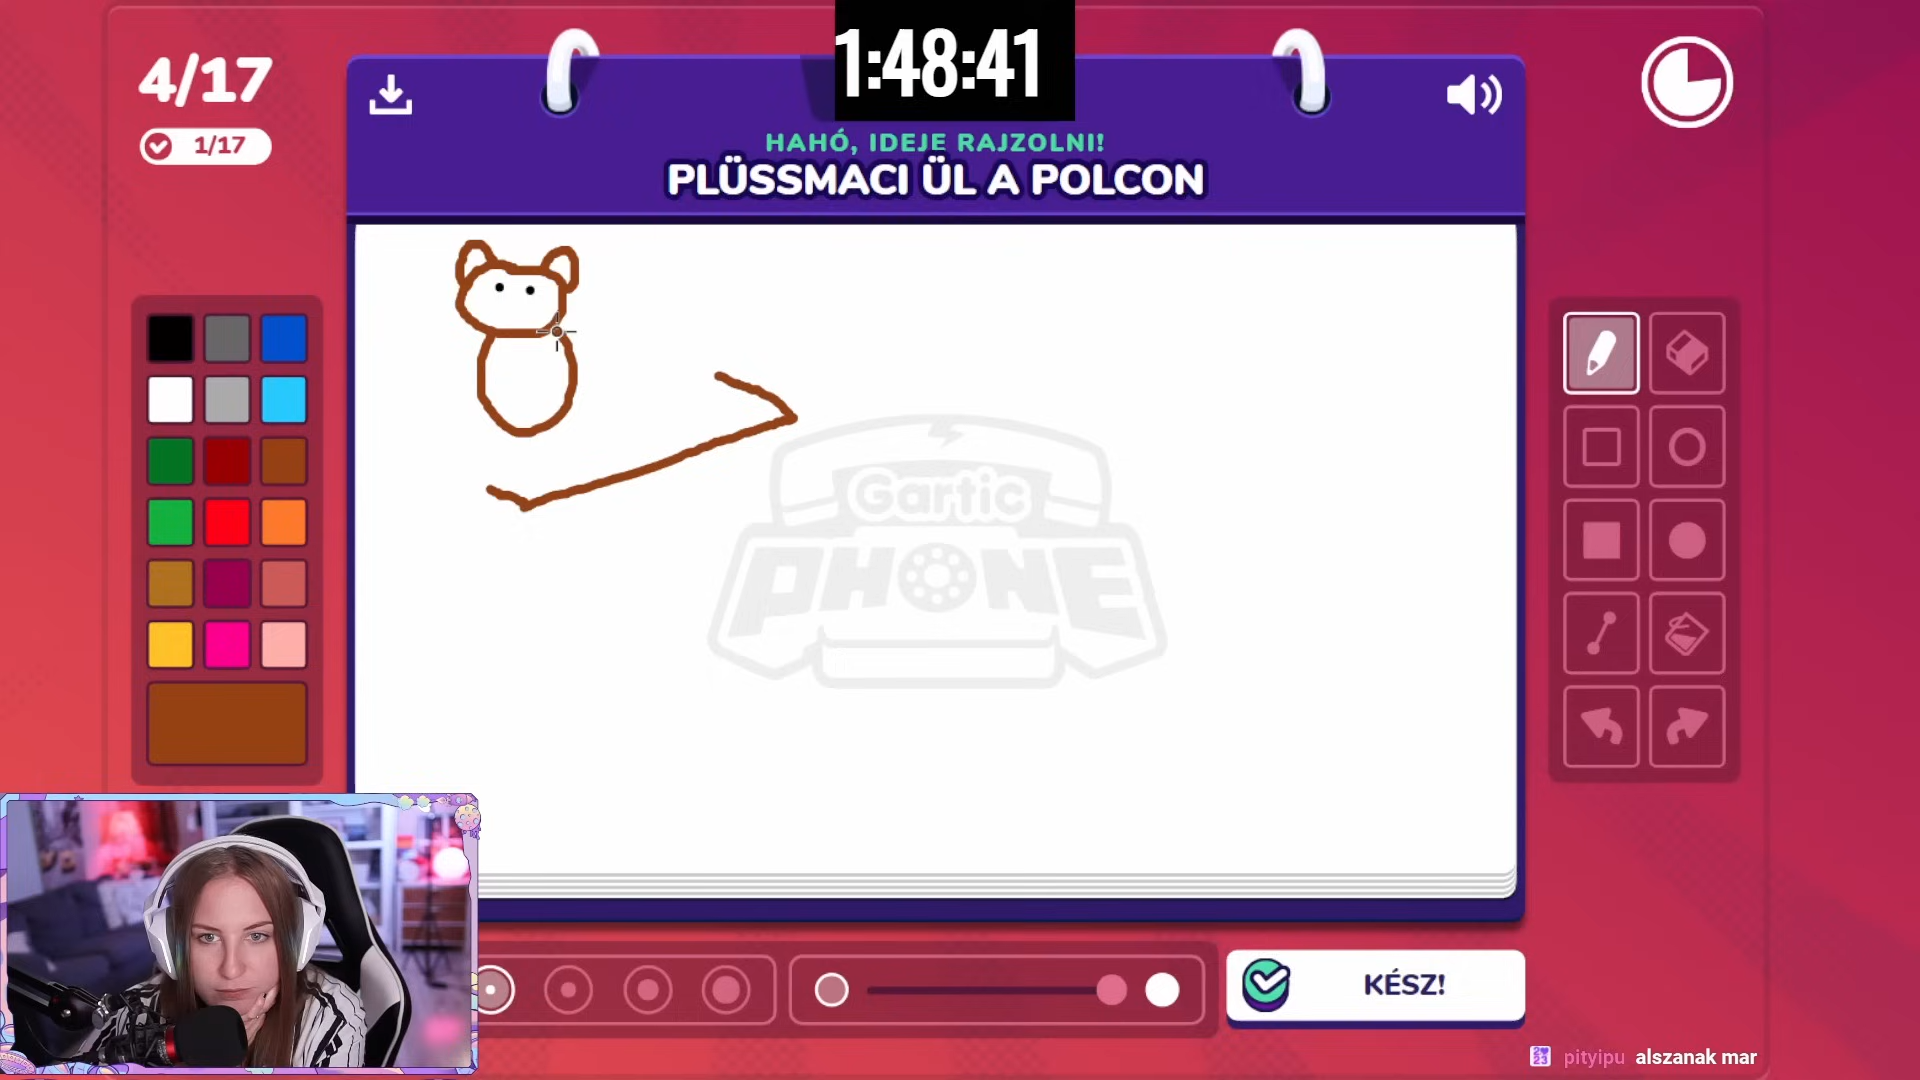 1:48:41
4/17
1/17
HAHÓ, IDEJE RAJZOLNI!
PLÜSSMACI ÜL A POLCON
Gartic
PHONE
KÉSZ!
pityipu alszanak mar